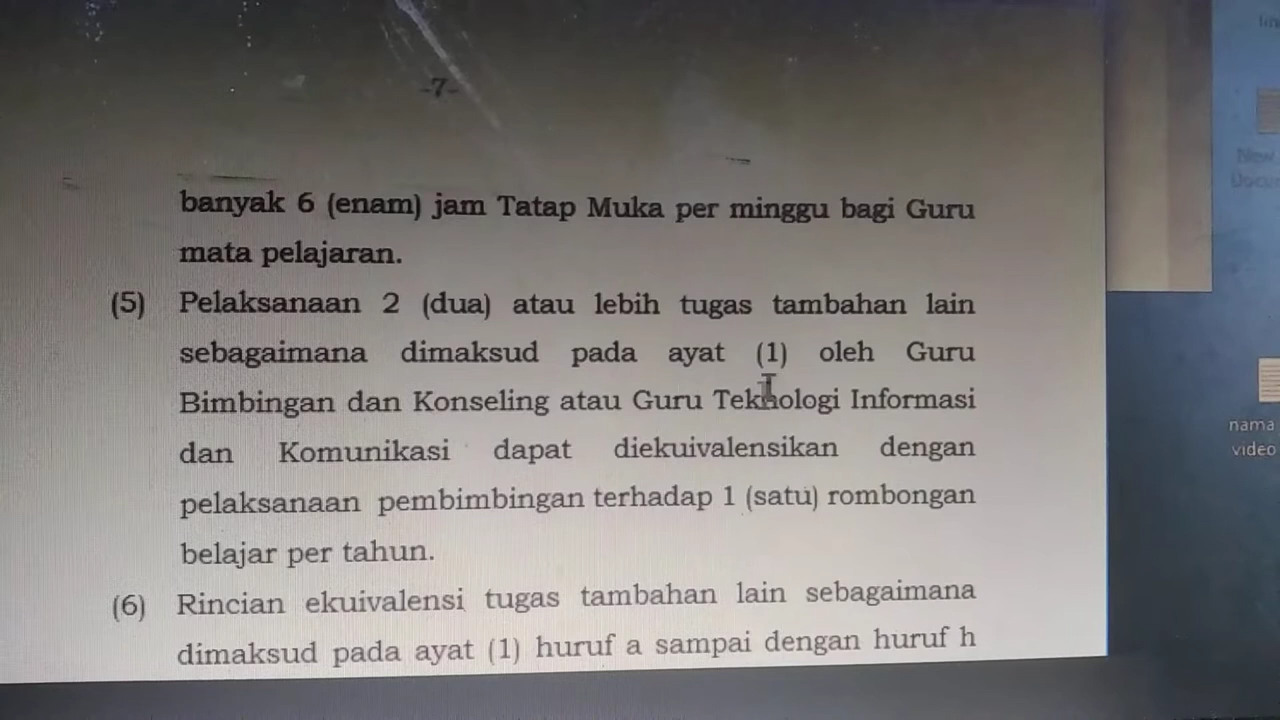 -7-
banyak 6 (enam) jam Tatap Muka per minggu bagi Guru
mata pelajaran.
(5) Pelaksanaan 2 (dua) atau lebih tugas tambahan lain
sebagaimana dimaksud pada ayat (1) oleh Guru
Bimbingan dan Konseling atau Guru Teknologi Informasi
dan Komunikasi dapat diekuivalensikan dengan
pelaksanaan pembimbingan terhadap 1 (satu) rombongan
belajar per tahun.
(6) Rincian ekuivalensi tugas tambahan lain sebagaimana
dimaksud pada ayat (1) huruf a sampai dengan huruf h
New
nama
video